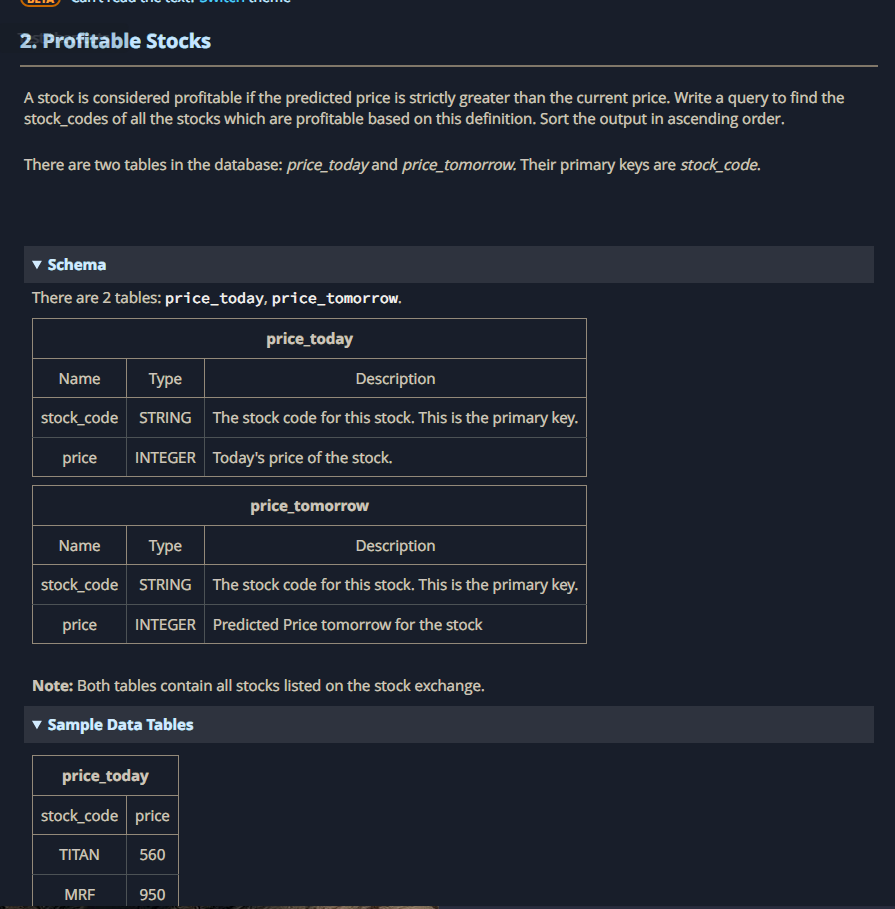 BETA Can't read the text? Switch theme
2. Profitable Stocks
A stock is considered profitable if the predicted price is strictly greater than the current price. Write a query to find the
stock_codes of all the stocks which are profitable based on this definition. Sort the output in ascending order.
There are two tables in the database: price_today and price_tomorrow. Their primary keys are stock_code.
▼ Schema
There are 2 tables: price_today, price_tomorrow.
price_today
Name Type Description
stock_code STRING The stock code for this stock. This is the primary key.
price INTEGER Today's price of the stock.
price_tomorrow
Name Type Description
stock_code STRING The stock code for this stock. This is the primary key.
price INTEGER Predicted Price tomorrow for the stock
Note: Both tables contain all stocks listed on the stock exchange.
▼ Sample Data Tables
price_today
stock_code price
TITAN 560
MRF 950